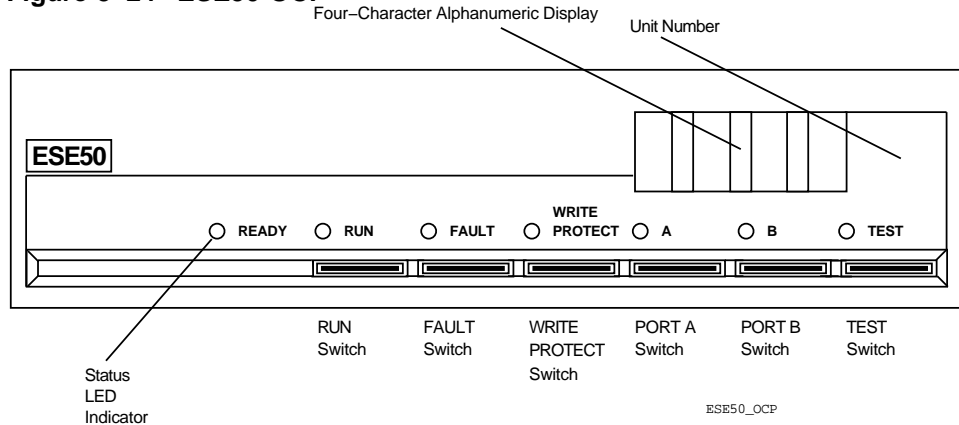 Four–Character Alphanumeric Display
Unit Number
ESE50
READY
RUN
FAULT
WRITE
PROTECT
A
B
TEST
RUN
Switch
FAULT
Switch
WRITE
PROTECT
Switch
PORT A
Switch
PORT B
Switch
TEST
Switch
Status
LED
Indicator
ESE50_OCP